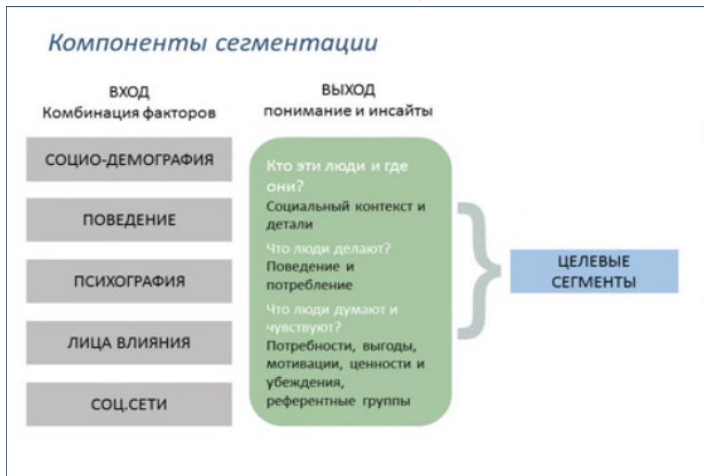 Компоненты сегментации
ВХОД
Комбинация факторов
СОЦИО-ДЕМОГРАФИЯ
ПОВЕДЕНИЕ
ПСИХОГРАФИЯ
ЛИЦА ВЛИЯНИЯ
СОЦ.СЕТИ
ВЫХОД
понимание и инсайты
Кто эти люди и где
они?
Социальный контекст и
детали
Что люди делают?
Поведение и
потребление
Что люди думают и
чувствуют?
Потребности, выгоды,
мотивации, ценности и
убеждения,
референтные группы
ЦЕЛЕВЫЕ
СЕГМЕНТЫ